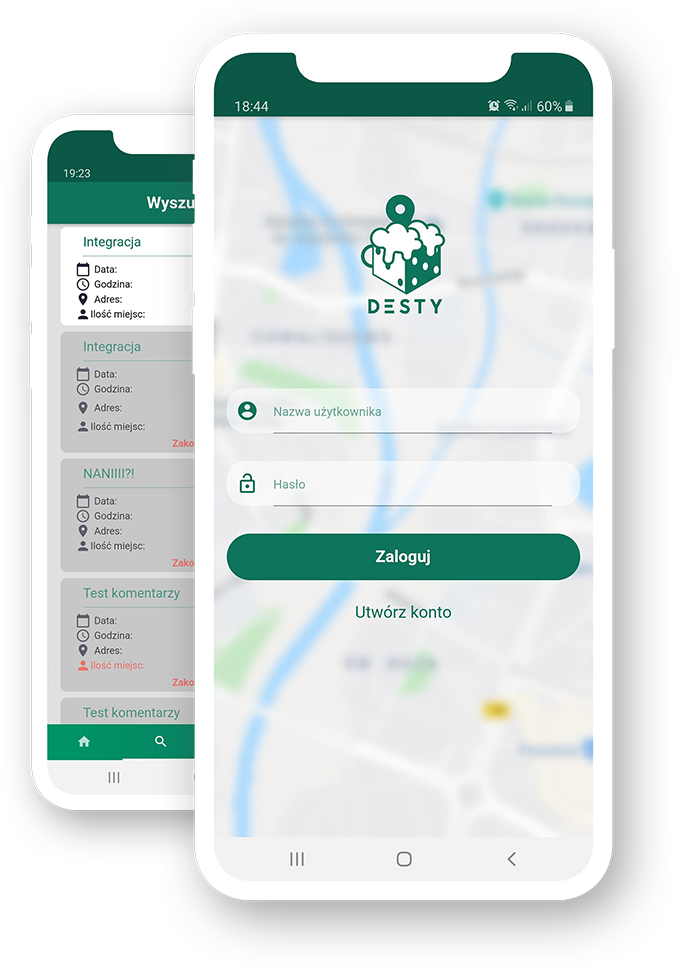 19:23
Wyszu
Integracja
Data:
Godzina:
Adres:
Ilość miejsc:
Integracja
Data:
Godzina:
Adres:
Ilość miejsc:
Zako
NANIIII?!
Data:
Godzina:
Adres:
Ilość miejsc:
Zako
Test komentarzy
Data:
Godzina:
Adres:
Ilość miejsc:
Zako
Test komentarzy
18:44
60%
DESTY
Nazwa użytkownika
Hasło
Zaloguj
Utwórz konto